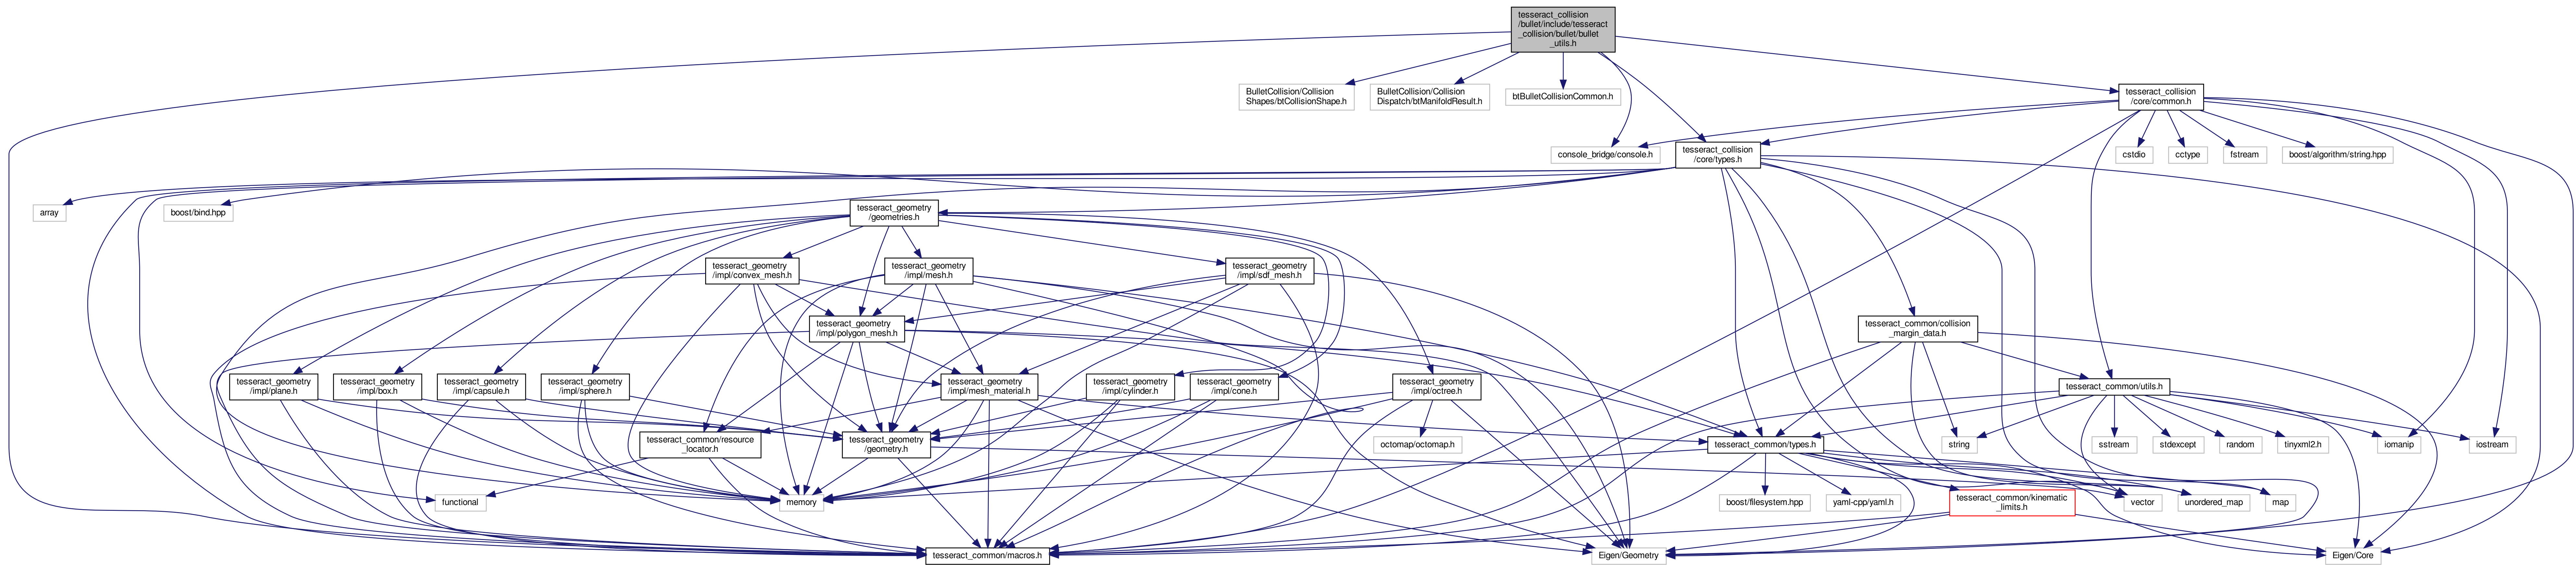 tesseract_collision
/bullet/include/tesseract
_collision/bullet/bullet
_utils.h
BulletCollision/Collision
Shapes/btCollisionShape.h
BulletCollision/Collision
Dispatch/btManifoldResult.h
btBulletCollisionCommon.h
tesseract_collision
/core/common.h
console_bridge/console.h
tesseract_collision
/core/types.h
cstdio
cctype
fstream
boost/algorithm/string.hpp
array
boost/bind.hpp
tesseract_geometry
/geometries.h
tesseract_geometry
/impl/convex_mesh.h
tesseract_geometry
/impl/mesh.h
tesseract_geometry
/impl/sdf_mesh.h
tesseract_geometry
/impl/polygon_mesh.h
tesseract_common/collision
_margin_data.h
tesseract_geometry
/impl/plane.h
tesseract_geometry
/impl/box.h
tesseract_geometry
/impl/capsule.h
tesseract_geometry
/impl/sphere.h
tesseract_geometry
/impl/mesh_material.h
tesseract_geometry
/impl/cylinder.h
tesseract_geometry
/impl/cone.h
tesseract_geometry
/impl/octree.h
tesseract_common/utils.h
tesseract_common/resource
_locator.h
tesseract_geometry
/geometry.h
octomap/octomap.h
tesseract_common/types.h
string
sstream
stdexcept
random
tinyxml2.h
iomanip
iostream
functional
memory
boost/filesystem.hpp
yaml-cpp/yaml.h
tesseract_common/kinematic
_limits.h
vector
unordered_map
map
tesseract_common/macros.h
Eigen/Geometry
Eigen/Core